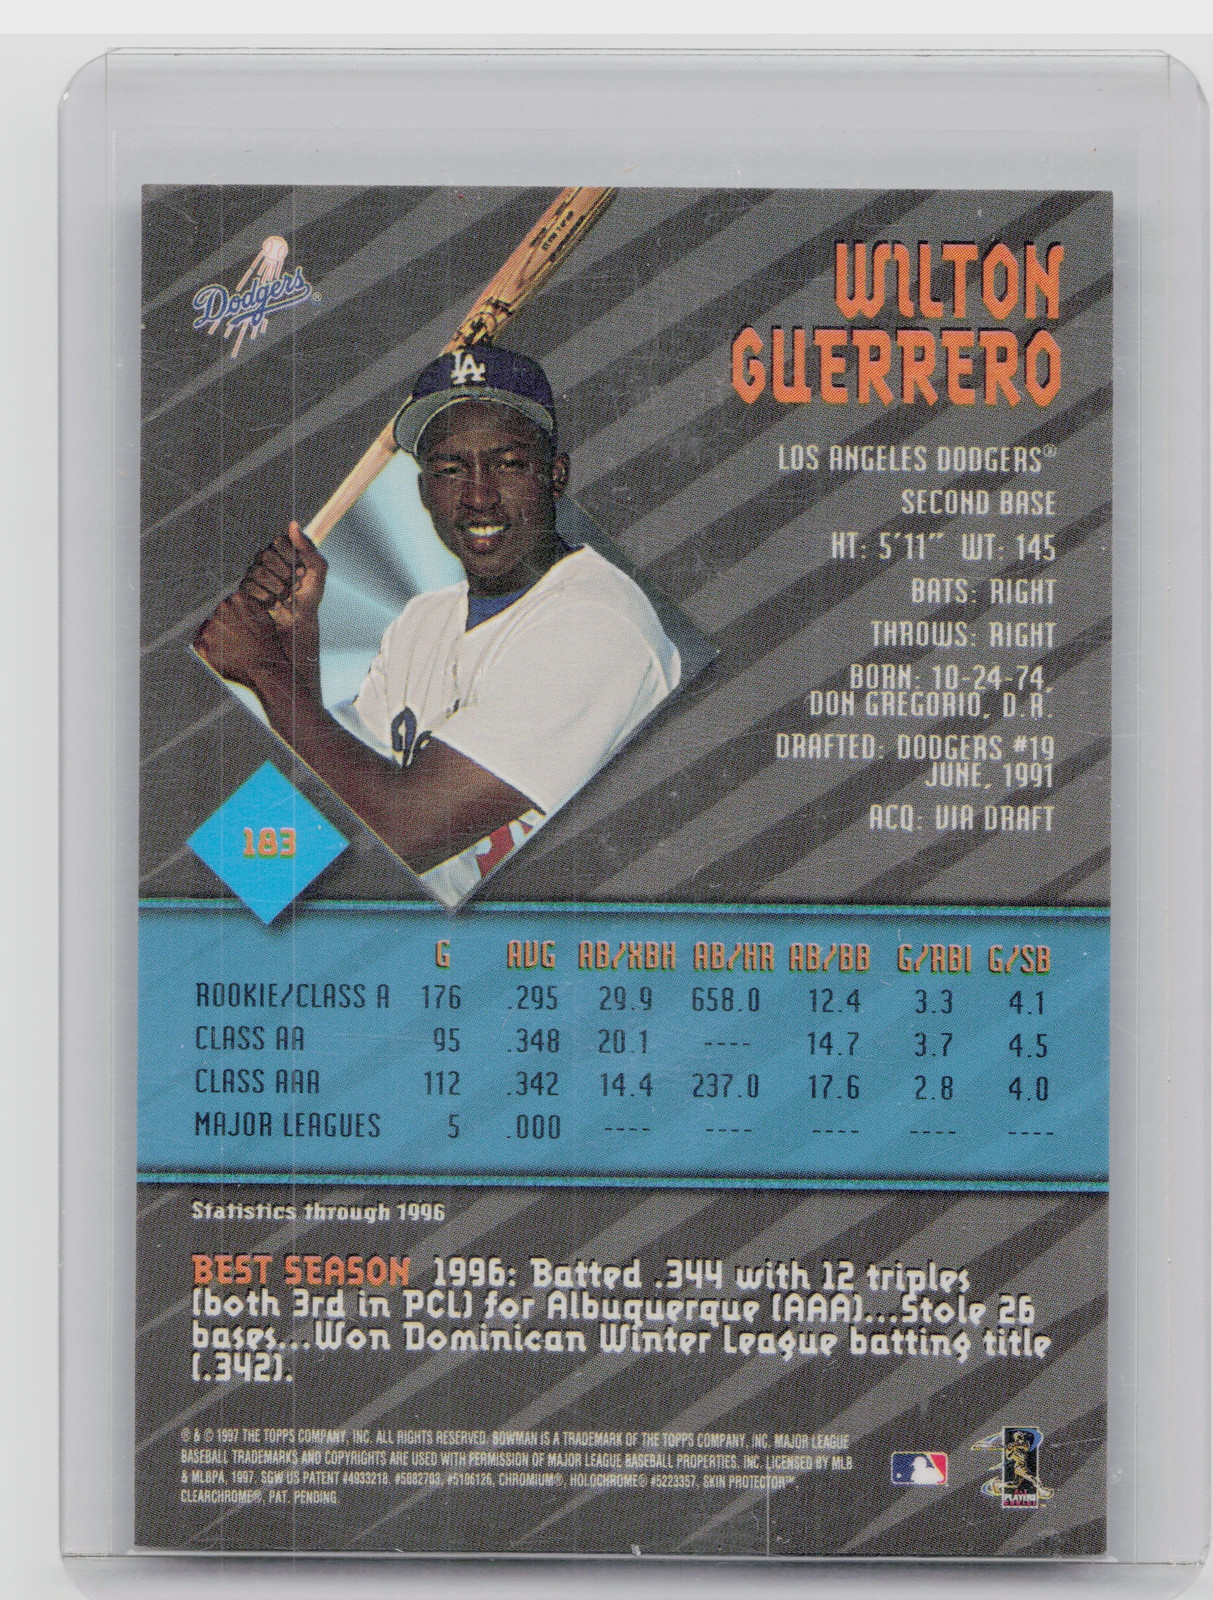 Dodgers®
LA
WILTON
GUERRERO
LOS ANGELES DODGERS®
SECOND BASE
HT: 5'11" WT: 145
BATS: RIGHT
THROWS: RIGHT
BORN: 10-24-74,
DON GREGORIO, D.R.
DRAFTED: DODGERS #19
JUNE, 1991
ACQ: VIA DRAFT
183
G AVG AB/XBH AB/HR AB/BB G/RBI G/SB
ROOKIE/CLASS A 176 .295 29.9 658.0 12.4 3.3 4.1
CLASS AA 95 .348 20.1 ---- 14.7 3.7 4.5
CLASS AAA 112 .342 14.4 237.0 17.6 2.8 4.0
MAJOR LEAGUES 5 .000 ---- ---- ---- ---- ----
Statistics through 1996
BEST SEASON 1996: Batted .344 with 12 triples
(both 3rd in PCL) for Albuquerque (AAA)...Stole 26
bases...Won Dominican Winter League batting title
(.342).
® & © 1997 THE TOPPS COMPANY, INC. ALL RIGHTS RESERVED. BOWMAN IS A TRADEMARK OF THE TOPPS COMPANY, INC. MAJOR LEAGUE
BASEBALL TRADEMARKS AND COPYRIGHTS ARE USED WITH PERMISSION OF MAJOR LEAGUE BASEBALL PROPERTIES, INC. LICENSED BY MLB
& MLBPA, 1997. SGW US PATENT #4933218, #5082703, #5106126, CHROMIUM®, HOLOCHROME® #5223357, SKIN PROTECTOR™,
CLEARCHROME®, PAT. PENDING.
PLAYERS